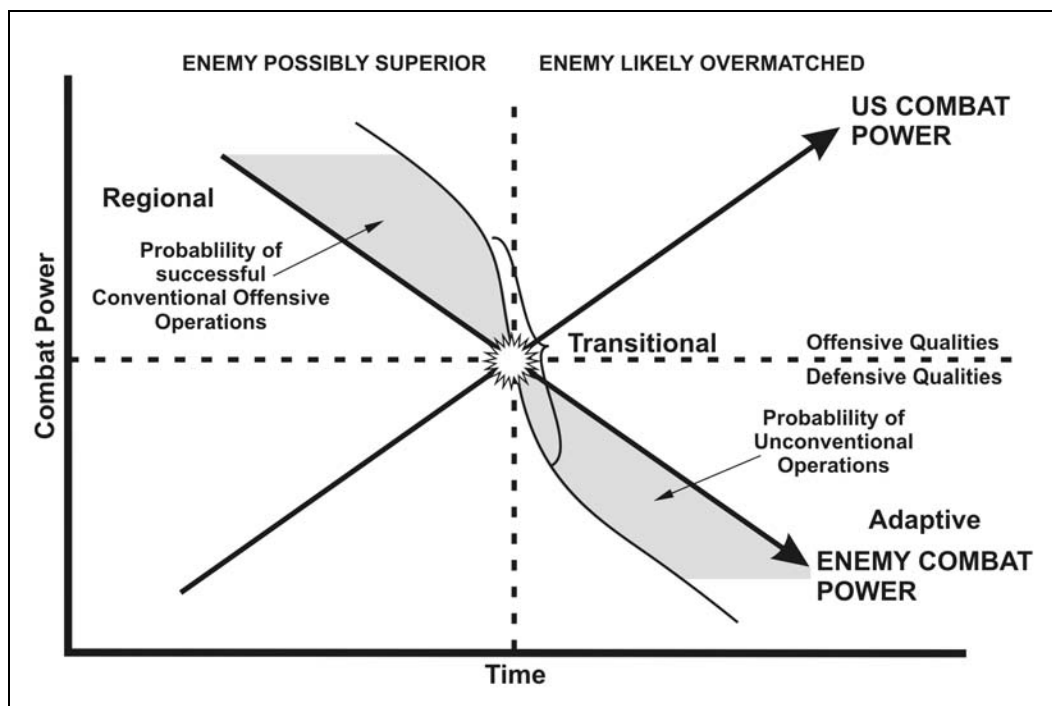 ENEMY POSSIBLY SUPERIOR
ENEMY LIKELY OVERMATCHED
US COMBAT
POWER
Regional
Probablility of
successful
Conventional Offensive
Operations
Combat Power
Transitional
Offensive Qualities
Defensive Qualities
Probablility of
Unconventional
Operations
Adaptive
ENEMY COMBAT
POWER
Time